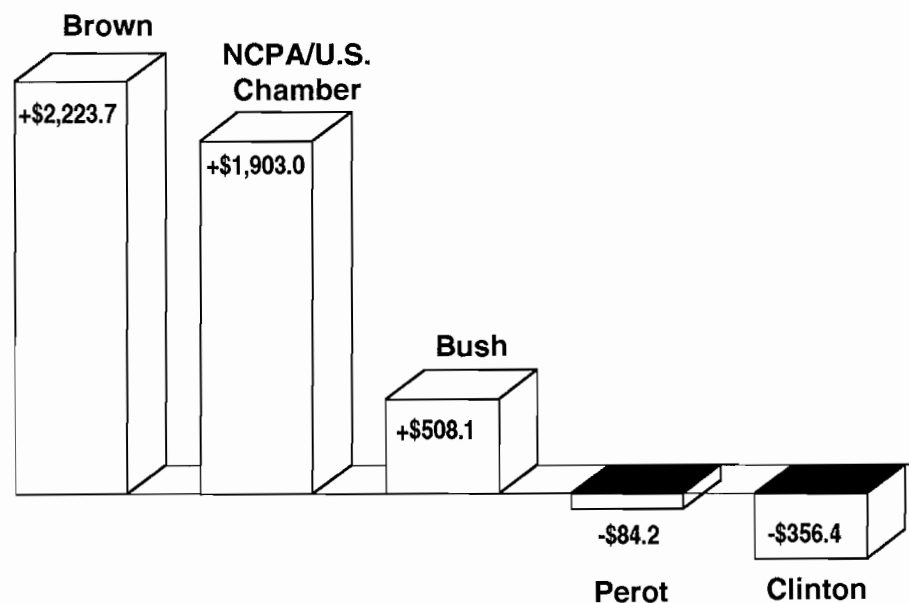 Brown
+$2,223.7
NCPA/U.S.
Chamber
+$1,903.0
Bush
+$508.1
-$84.2
Perot
-$356.4
Clinton